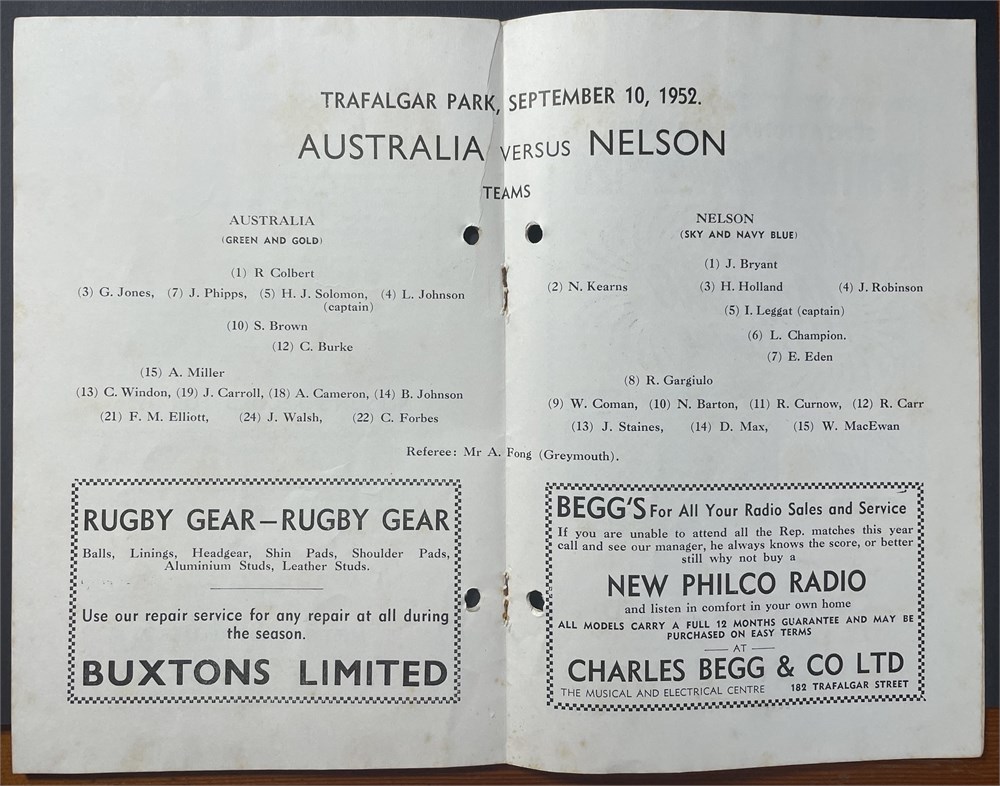 TRAFALGAR PARK, SEPTEMBER 10, 1952.
AUSTRALIA VERSUS NELSON
TEAMS
AUSTRALIA
(GREEN AND GOLD)
(1) R Colbert
(3) G. Jones, (7) J. Phipps, (5) H. J. Solomon, (4) L. Johnson
(captain)
(10) S. Brown
(12) C. Burke
(15) A. Miller
(13) C. Windon, (19) J. Carroll, (18) A. Cameron, (14) B. Johnson
(21) F. M. Elliott, (24) J. Walsh, (22) C. Forbes
NELSON
(SKY AND NAVY BLUE)
(1) J. Bryant
(2) N. Kearns (3) H. Holland (4) J. Robinson
(5) I. Leggat (captain)
(6) L. Champion.
(7) E. Eden
(8) R. Gargiulo
(9) W. Coman, (10) N. Barton, (11) R. Curnow, (12) R. Carr
(13) J. Staines, (14) D. Max, (15) W. MacEwan
Referee: Mr A. Fong (Greymouth).
RUGBY GEAR—RUGBY GEAR
Balls, Linings, Headgear, Shin Pads, Shoulder Pads,
Aluminium Studs, Leather Studs.
Use our repair service for any repair at all during
the season.
BUXTONS LIMITED
BEGG'S For All Your Radio Sales and Service
If you are unable to attend all the Rep. matches this year
call and see our manager, he always knows the score, or better
still why not buy a
NEW PHILCO RADIO
and listen in comfort in your own home
ALL MODELS CARRY A FULL 12 MONTHS GUARANTEE AND MAY BE
PURCHASED ON EASY TERMS
— AT —
CHARLES BEGG & CO LTD
THE MUSICAL AND ELECTRICAL CENTRE 182 TRAFALGAR STREET